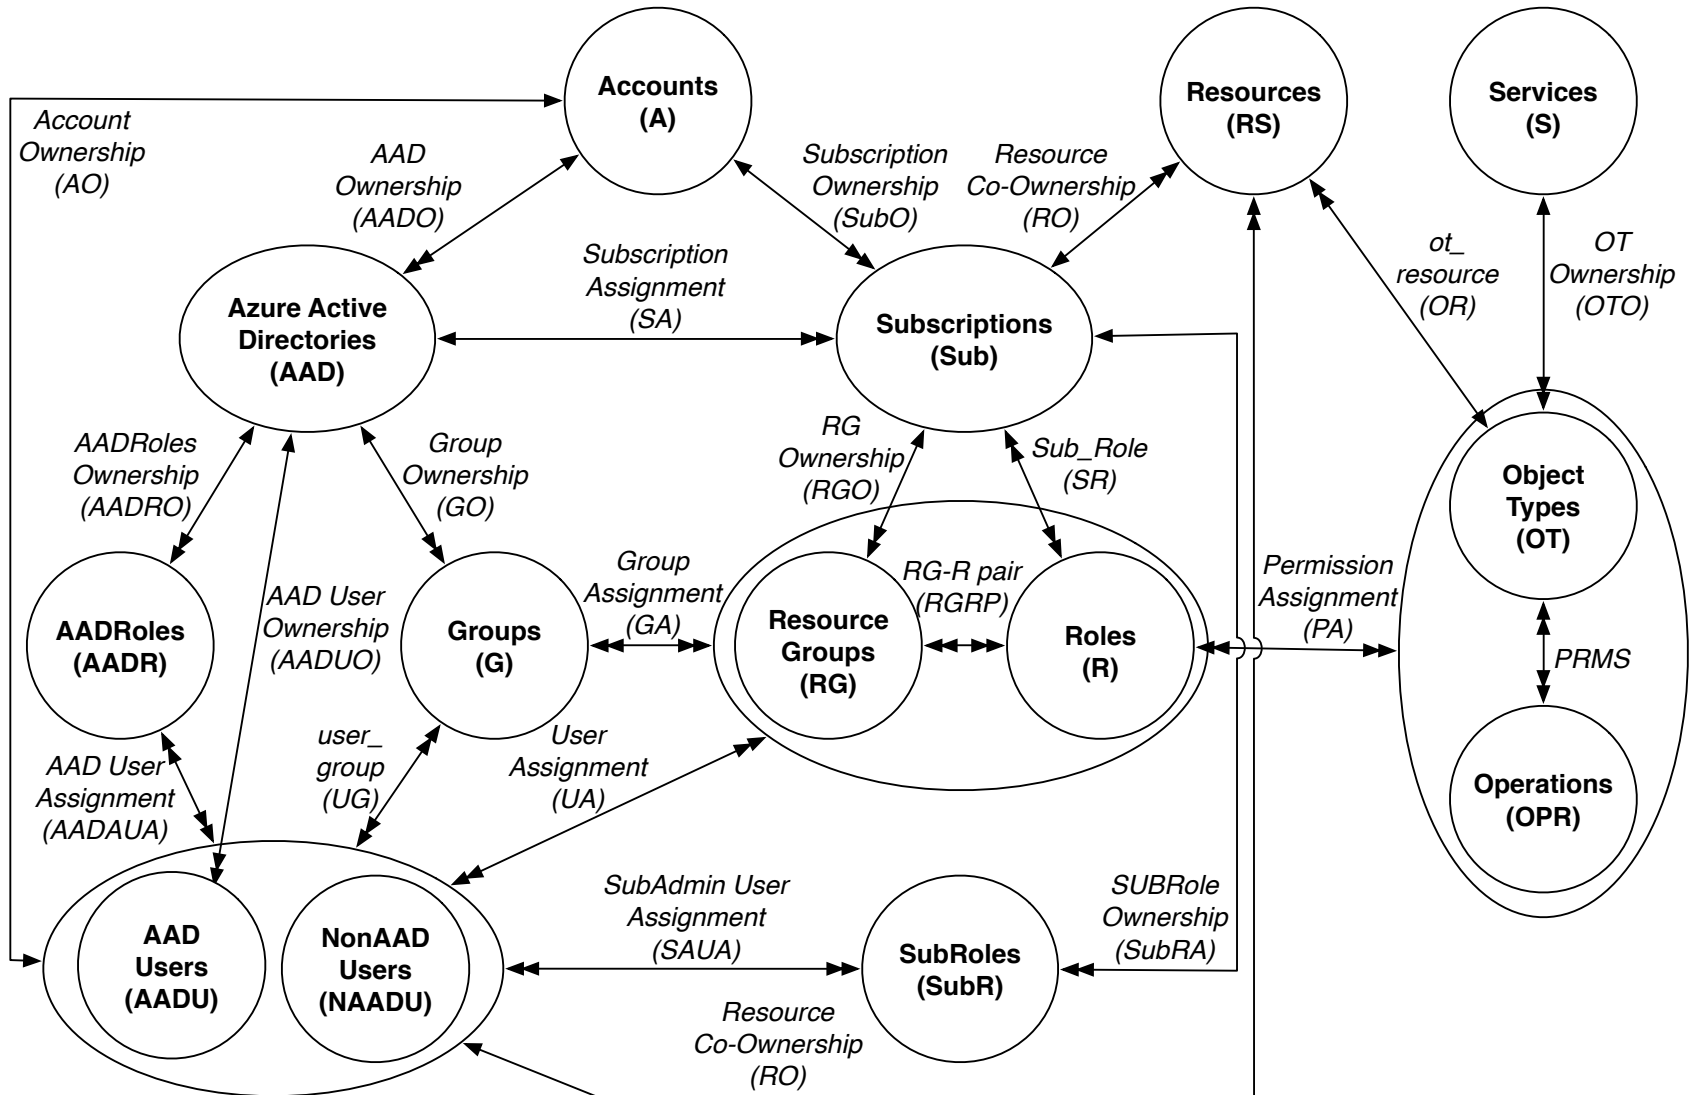 Accounts
(A)
Resources
(RS)
Services
(S)
Account
Ownership
(AO)
AAD
Ownership
(AADO)
Subscription
Ownership
(SubO)
Resource
Co-Ownership
(RO)
Subscription
Assignment
(SA)
ot_
resource
(OR)
OT
Ownership
(OTO)
Azure Active
Directories
(AAD)
Subscriptions
(Sub)
AADRoles
Ownership
(AADRO)
Group
Ownership
(GO)
RG
Ownership
(RGO)
Sub_Role
(SR)
Object
Types
(OT)
AADRoles
(AADR)
AAD User
Ownership
(AADUO)
Groups
(G)
Group
Assignment
(GA)
Resource
Groups
(RG)
RG-R pair
(RGRP)
Roles
(R)
Permission
Assignment
(PA)
PRMS
AAD User
Assignment
(AADAUA)
user_
group
(UG)
User
Assignment
(UA)
Operations
(OPR)
AAD
Users
(AADU)
NonAAD
Users
(NAADU)
SubAdmin User
Assignment
(SAUA)
SubRoles
(SubR)
SUBRole
Ownership
(SubRA)
Resource
Co-Ownership
(RO)